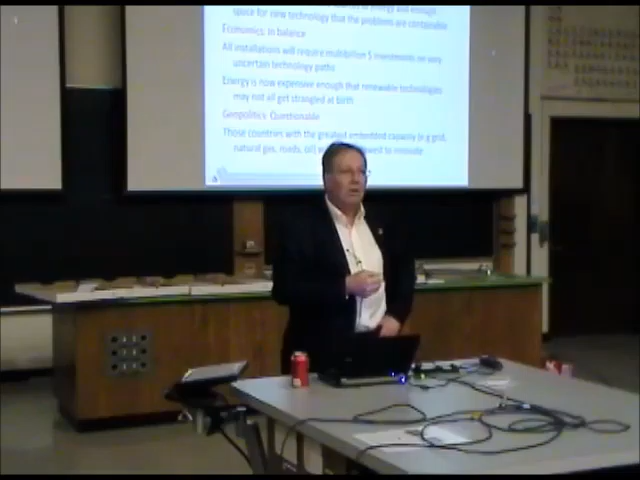 space for new technology that the problems are containable
Economics: In balance
All installations will require multibillion $ investments on very
uncertain technology paths
Energy is now expensive enough that renewable technologies
may not all get strangled at birth
Geopolitics: Questionable
Those countries with the greatest embedded capacity (e.g grid,
natural gas, roads, oil) to innovate